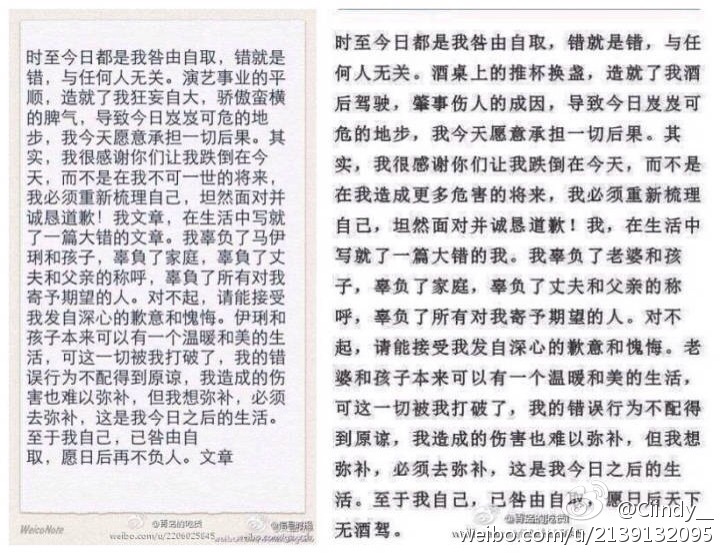 时至今日都是我咎由自取，错就是
错，与任何人无关。演艺事业的平
顺，造就了我狂妄自大，骄傲蛮横
的脾气，导致今日岌岌可危的地
步，我今天愿意承担一切后果。其
实，我很感谢你们让我跌倒在今
天，而不是在我不可一世的将来，
我必须重新梳理自己，坦然面对并
诚恳道歉！我文章，在生活中写就
了一篇大错的文章。我辜负了马伊
琍和孩子，辜負了家庭，辜負了丈
夫和父亲的称呼，辜負了所有对我
寄予期望的人。对不起，请能接受
我发自深心的歉意和愧悔。伊琍和
孩子本来可以有一个温暖和美的生
活，可这一切被我打破了，我的错
误行为不配得到原谅，我造成的伤
害也难以弥补，但我想弥补，必须
去弥补，这是我今日之后的生活。
至于我自己，已咎由自
取，愿日后再不负人。文章
WeicoNote
weibo.com/u/2206025645
时至今日都是我咎由自取，错就是错，与任
何人无关。酒桌上的推杯换盏，造就了我酒
后驾驶，肇事伤人的成因，导致今日岌岌可
危的地步，我今天愿意承担一切后果。其
实，我很感谢你们让我跌倒在今天，而不是
在我造成更多危害的将来，我必须重新梳理
自己，坦然面对并诚恳道歉！我，在生活中
写就了一篇大错的我。我辜负了老婆和孩
子，辜负了家庭，辜负了丈夫和父亲的称
呼，辜负了所有对我寄予期望的人。对不
起，请能接受我发自深心的歉意和愧悔。老
婆和孩子本来可以有一个温暖和美的生活，
可这一切被我打破了，我的错误行为不配得
到原谅，我造成的伤害也难以弥补，但我想
弥补，必须去弥补，这是我今日之后的生
活。至于我自己，已咎由自取，愿日后天下
无酒驾。
@Cindy_
weibo.com/u/2139132095